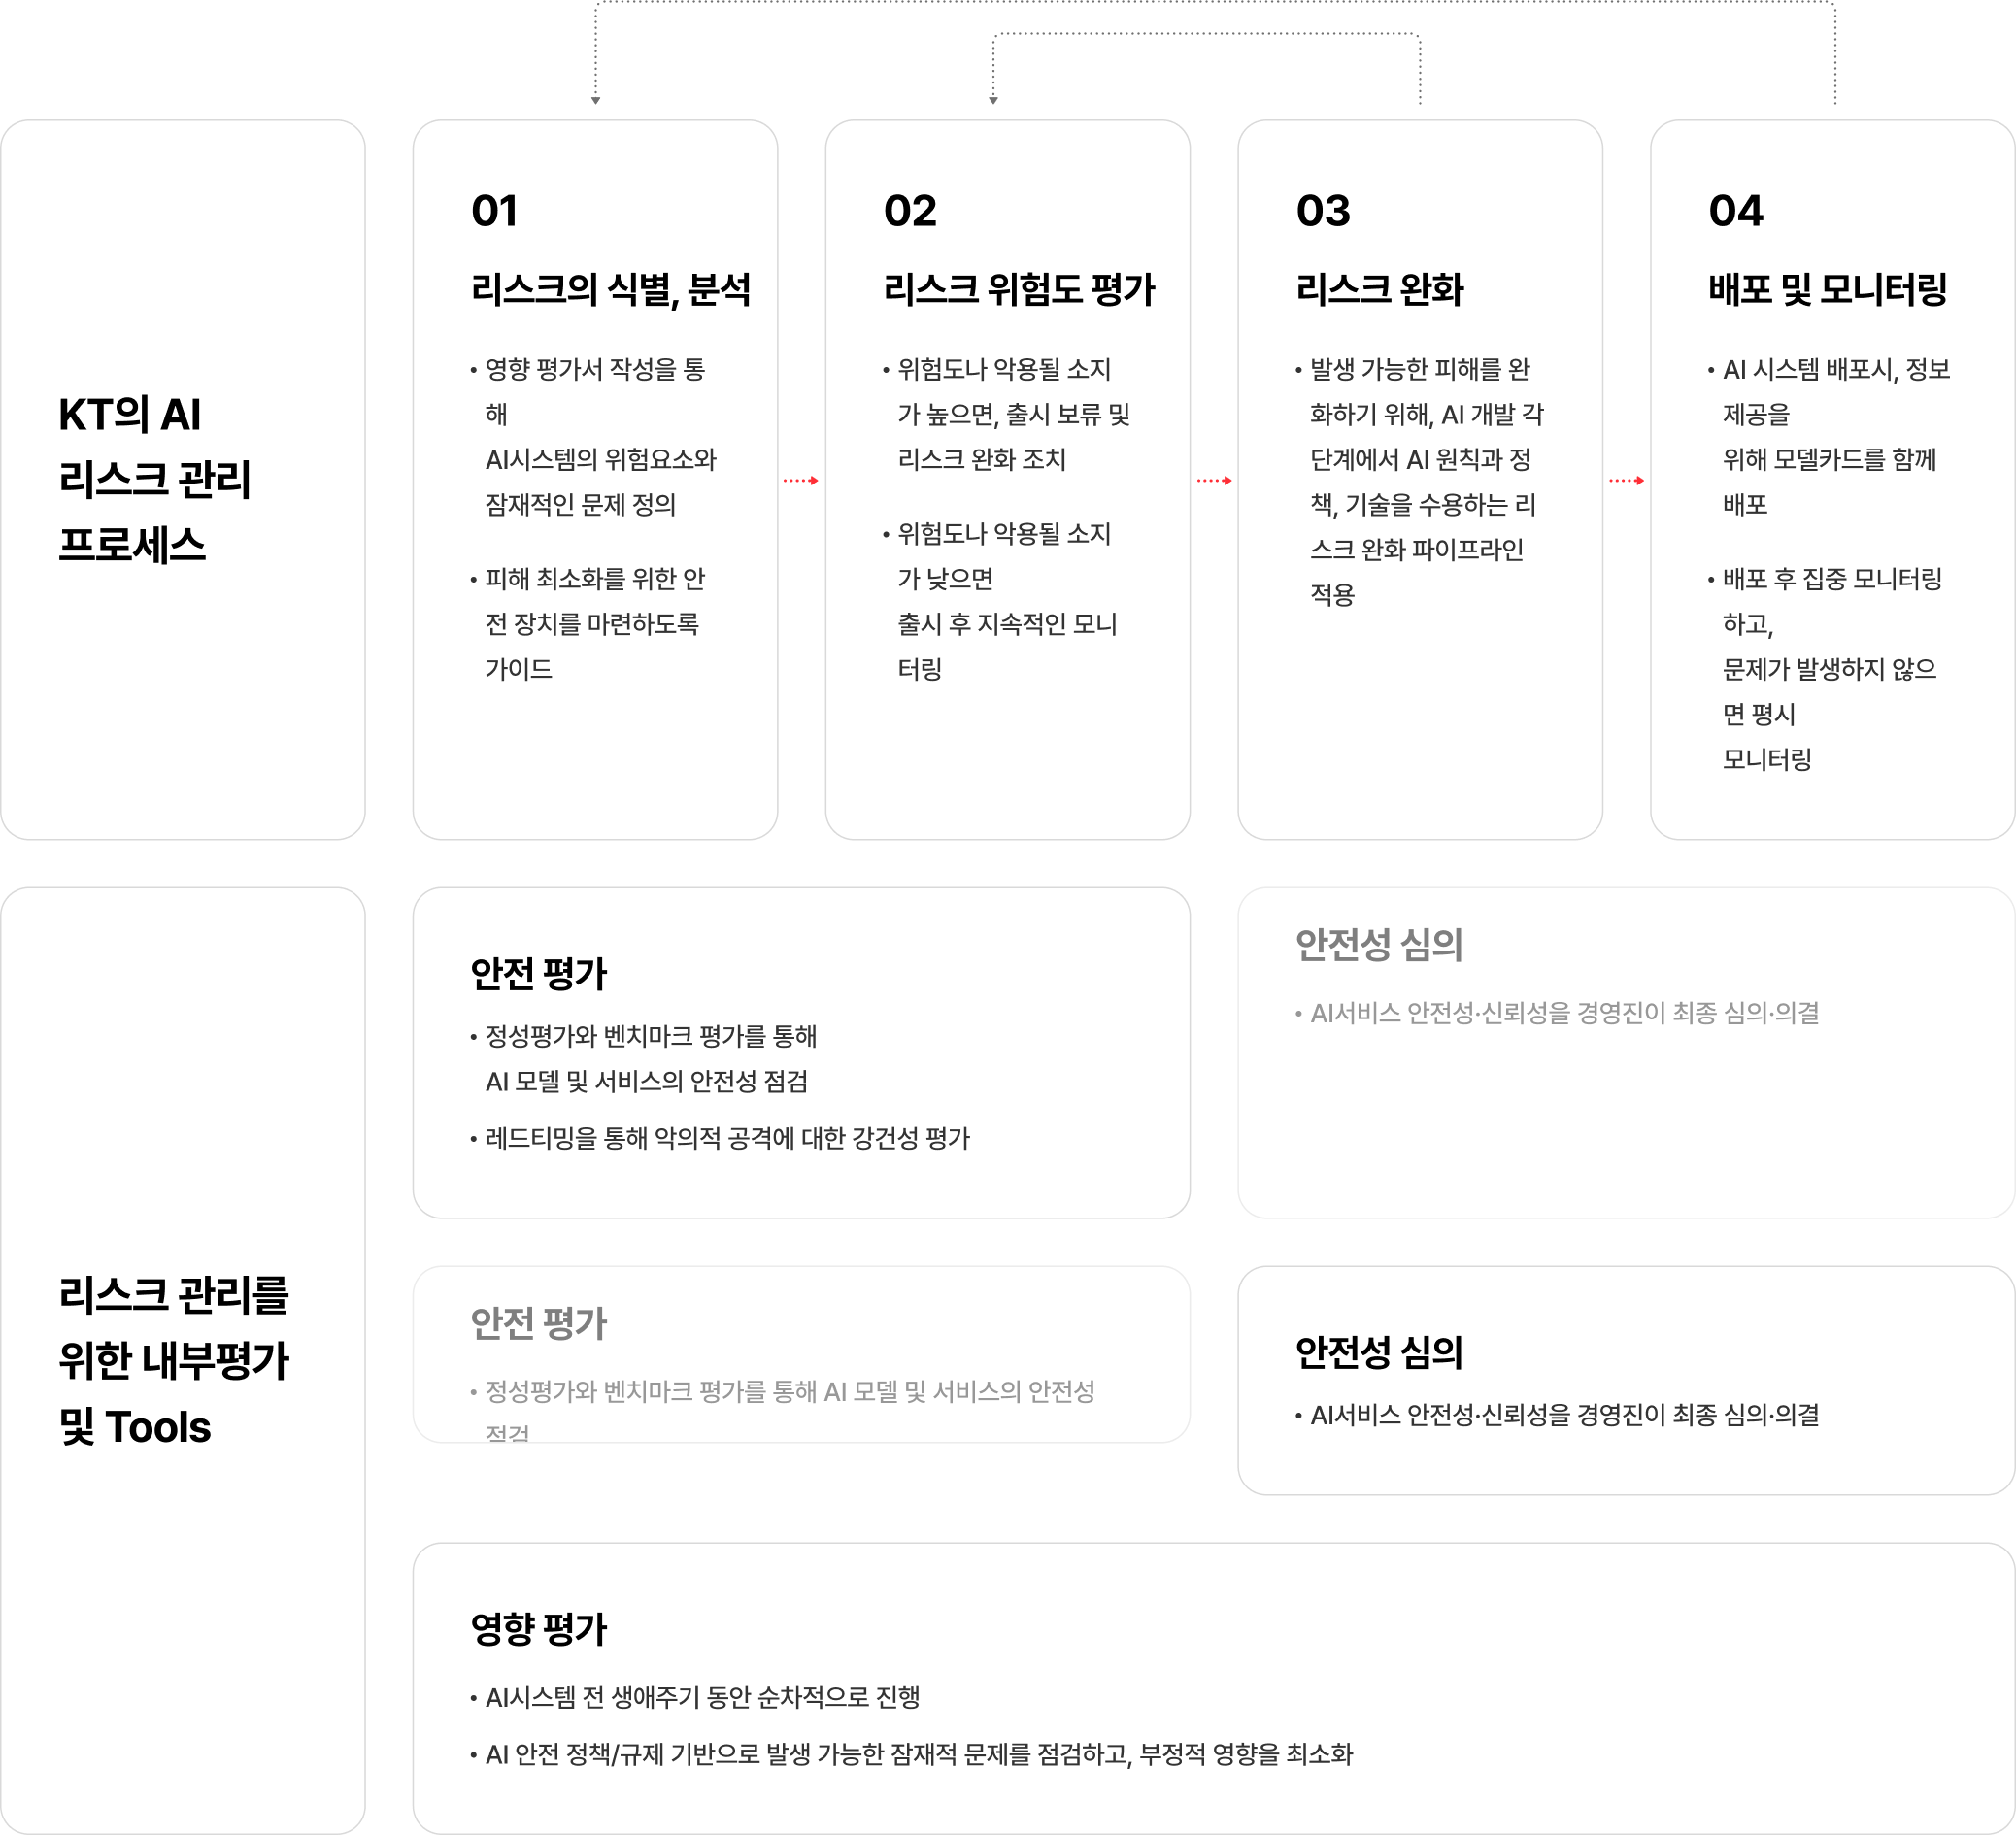 KT의 AI
리스크 관리
프로세스
01
리스크의 식별, 분석
• 영향 평가서 작성을 통
해
AI시스템의 위험요소와
잠재적인 문제 정의
• 피해 최소화를 위한 안
전 장치를 마련하도록
가이드
02
리스크 위험도 평가
• 위험도나 악용될 소지
가 높으면, 출시 보류 및
리스크 완화 조치
• 위험도나 악용될 소지
가 낮으면
출시 후 지속적인 모니
터링
03
리스크 완화
• 발생 가능한 피해를 완
화하기 위해, AI 개발 각
단계에서 AI 원칙과 정
책, 기술을 수용하는 리
스크 완화 파이프라인
적용
04
배포 및 모니터링
• AI 시스템 배포시, 정보
제공을
위해 모델카드를 함께
배포
• 배포 후 집중 모니터링
하고,
문제가 발생하지 않으
면 평시
모니터링
리스크 관리를
위한 내부평가
및 Tools
안전 평가
• 정성평가와 벤치마크 평가를 통해
AI 모델 및 서비스의 안전성 점검
• 레드티밍을 통해 악의적 공격에 대한 강건성 평가
안전성 심의
• AI서비스 안전성·신뢰성을 경영진이 최종 심의·의결
안전 평가
• 정성평가와 벤치마크 평가를 통해 AI 모델 및 서비스의 안전성
점검
안전성 심의
• AI서비스 안전성·신뢰성을 경영진이 최종 심의·의결
영향 평가
• AI시스템 전 생애주기 동안 순차적으로 진행
• AI 안전 정책/규제 기반으로 발생 가능한 잠재적 문제를 점검하고, 부정적 영향을 최소화